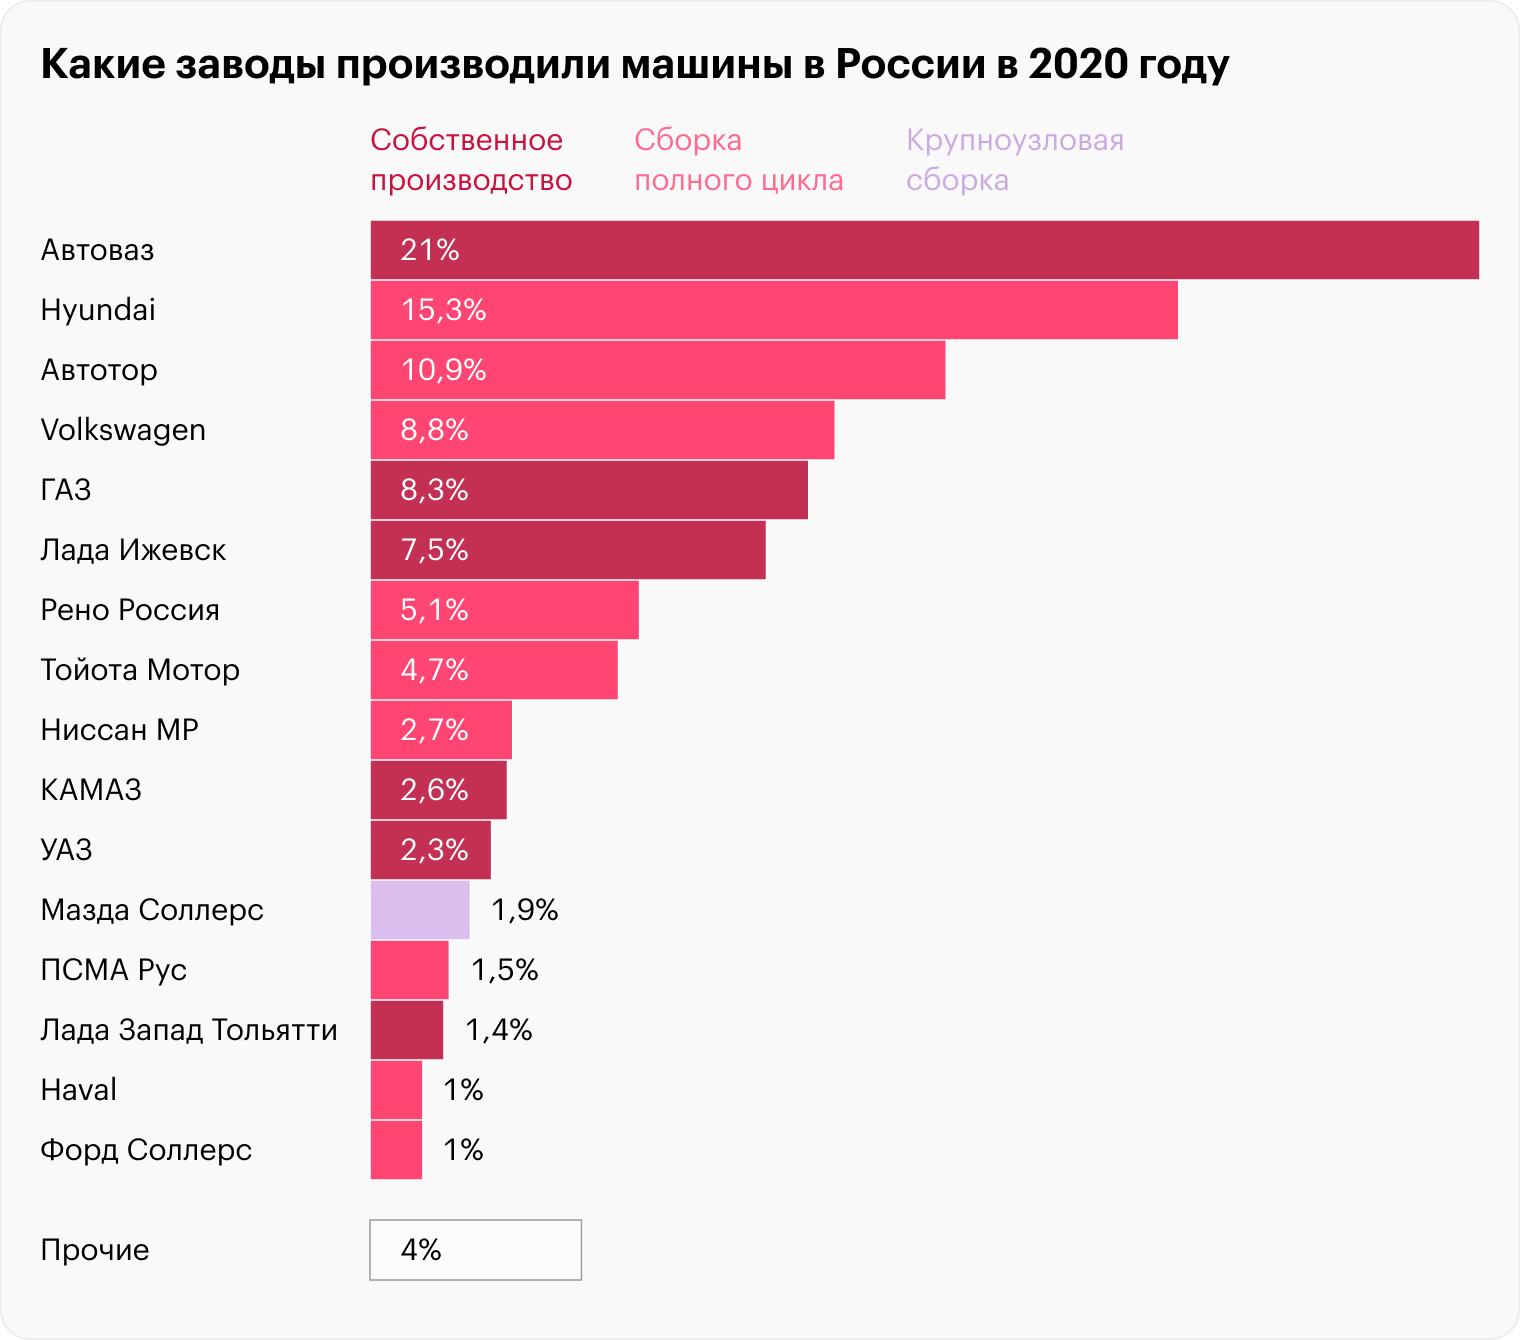 Какие заводы производили машины в России в 2020 году
Собственное производство
Сборка полного цикла
Крупноузловая сборка
Автоваз 21%
Hyundai 15,3%
Автотор 10,9%
Volkswagen 8,8%
ГАЗ 8,3%
Лада Ижевск 7,5%
Рено Россия 5,1%
Тойота Мотор 4,7%
Ниссан МР 2,7%
КАМАЗ 2,6%
УАЗ 2,3%
Мазда Соллерс 1,9%
ПСМА Рус 1,5%
Лада Запад Тольятти 1,4%
Haval 1%
Форд Соллерс 1%
Прочие 4%